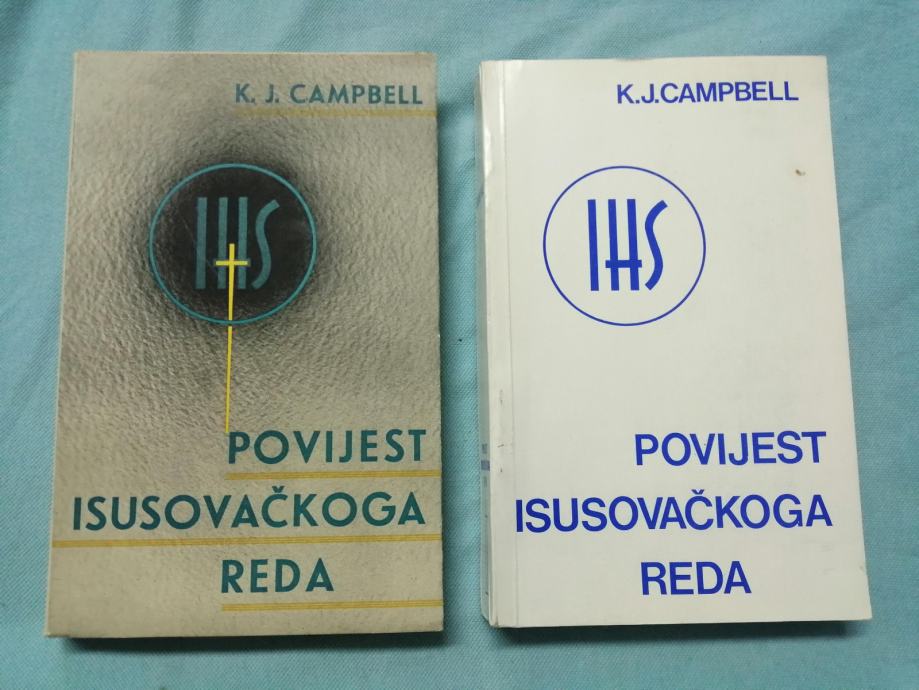 K. J. CAMPBELL
IHS
POVIJEST
ISUSOVAČKOGA
REDA
K.J.CAMPBELL
IHS
POVIJEST
ISUSOVAČKOGA
REDA